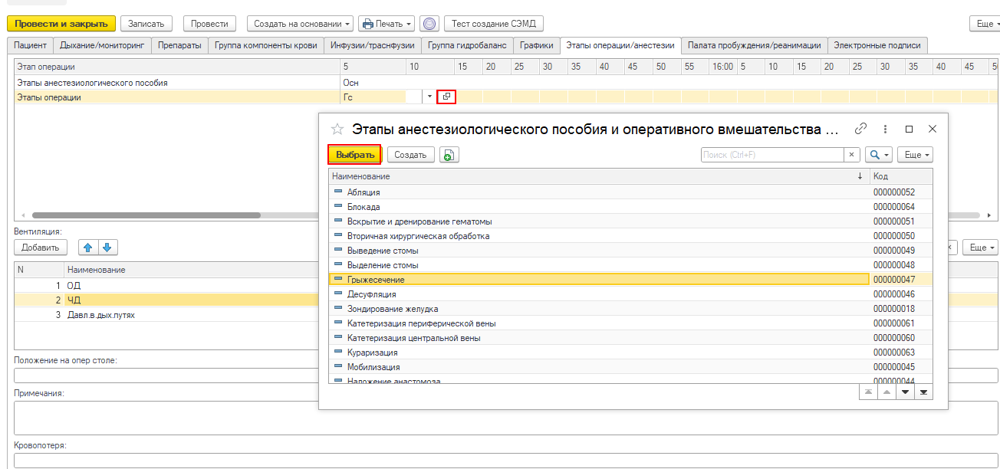 Провести и закрыть Записать Провести Создать на основании Печать Тест создание СЭМД Еще
Пациент Дыхание/мониторинг Препараты Группа компоненты крови Инфузии/траснфузии Группа гидробаланс Графики Этапы операции/анестезии Палата пробуждения/реанимации Электронные подписи
Этап операции 5 10 15 20 25 30 35 40 45 50 55 16:00 5 10 15 20 25 30 35 40 45 50
Этапы анестезиологического пособия Осн
Этапы операции Гс
Этапы анестезиологического пособия и оперативного вмешательства ...
Выбрать Создать Поиск (Ctrl+F) Еще
Наименование Код
Абляция 000000052
Блокада 000000064
Вскрытие и дренирование гематомы 000000051
Вторичная хирургическая обработка 000000050
Выведение стомы 000000049
Выделение стомы 000000048
Грыжесечение 000000047
Десуфляция 000000046
Зондирование желудка 000000018
Катетеризация периферической вены 000000061
Катетеризация центральной вены 000000060
Кураризация 000000063
Мобилизация 000000045
Наложение анастомоза 000000044
Вентиляция:
Добавить Еще
N Наименование
1 ОД
2 ЧД
3 Давл.в.дых.путях
Положение на опер столе:
Примечания:
Кровопотеря: